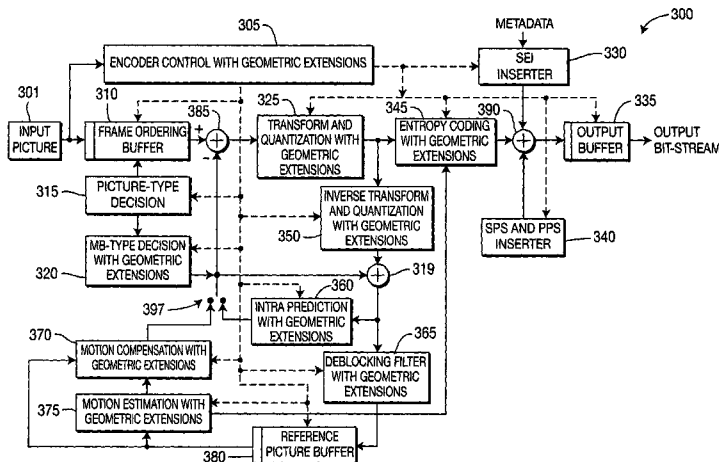 305
METADATA
300
ENCODER CONTROL WITH GEOMETRIC EXTENSIONS
SEI
INSERTER
330
301
310
385
325
345
390
335
INPUT
PICTURE
FRAME ORDERING
BUFFER
+
-
TRANSFORM AND
QUANTIZATION WITH
GEOMETRIC
EXTENSIONS
ENTROPY CODING
WITH GEOMETRIC
EXTENSIONS
OUTPUT
BUFFER
OUTPUT
BIT-STREAM
315
PICTURE-TYPE
DECISION
INVERSE TRANSFORM
AND QUANTIZATION
WITH GEOMETRIC
EXTENSIONS
350
SPS AND PPS
INSERTER
340
320
MB-TYPE DECISION
WITH GEOMETRIC
EXTENSIONS
319
397
360
INTRA PREDICTION
WITH GEOMETRIC
EXTENSIONS
365
370
MOTION COMPENSATION WITH
GEOMETRIC EXTENSIONS
DEBLOCKING FILTER
WITH GEOMETRIC
EXTENSIONS
375
MOTION ESTIMATION WITH
GEOMETRIC EXTENSIONS
380
REFERENCE
PICTURE BUFFER